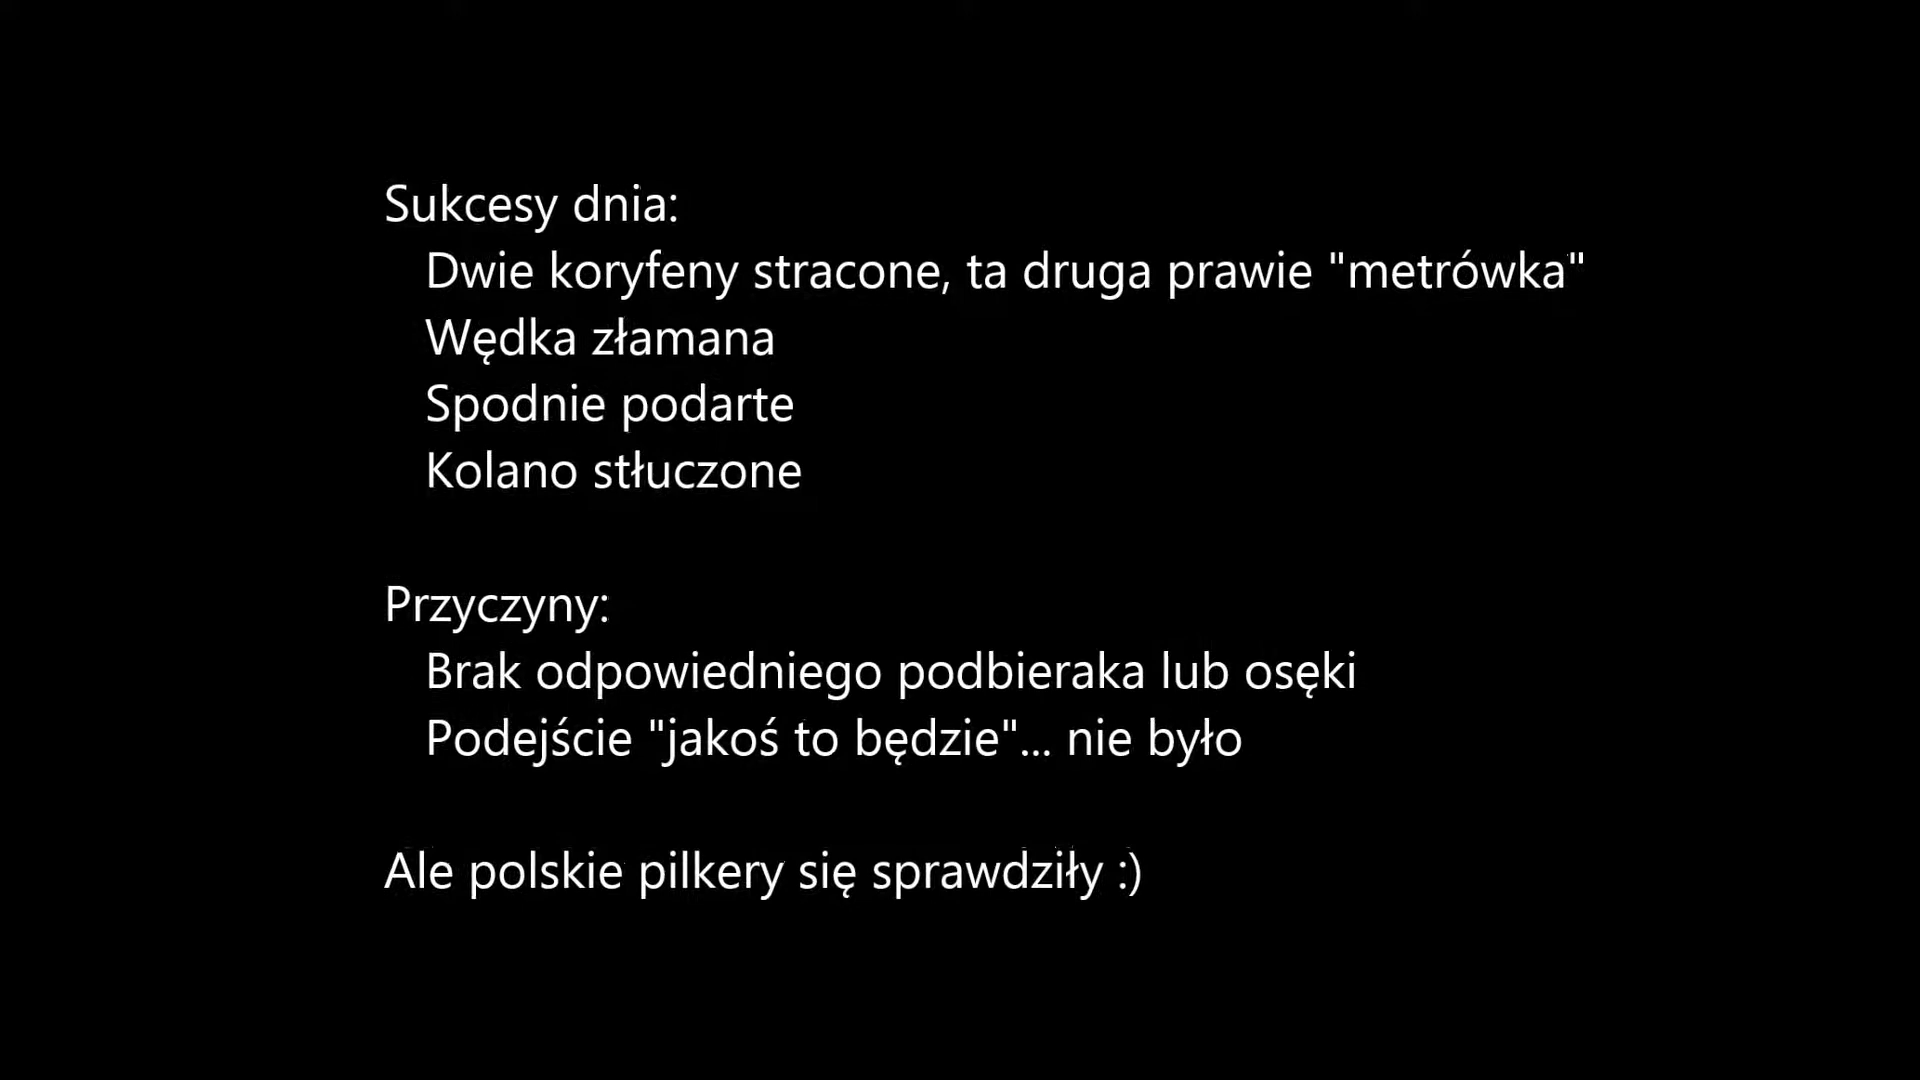 Sukcesy dnia:
Dwie koryfeny stracone, ta druga prawie "metrówka"
Wędka złamana
Spodnie podarte
Kolano stłuczone
Przyczyny:
Brak odpowiedniego podbieraka lub osęki
Podejście "jakoś to będzie"... nie było
Ale polskie pilkery się sprawdziły :)